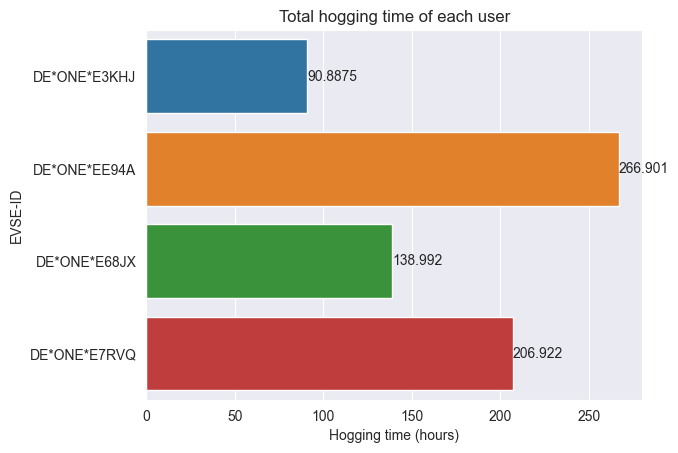 Total hogging time of each user
EVSE-ID
DE*ONE*E3KHJ
90.8875
DE*ONE*EE94A
266.901
DE*ONE*E68JX
138.992
DE*ONE*E7RVQ
206.922
0 50 100 150 200 250
Hogging time (hours)